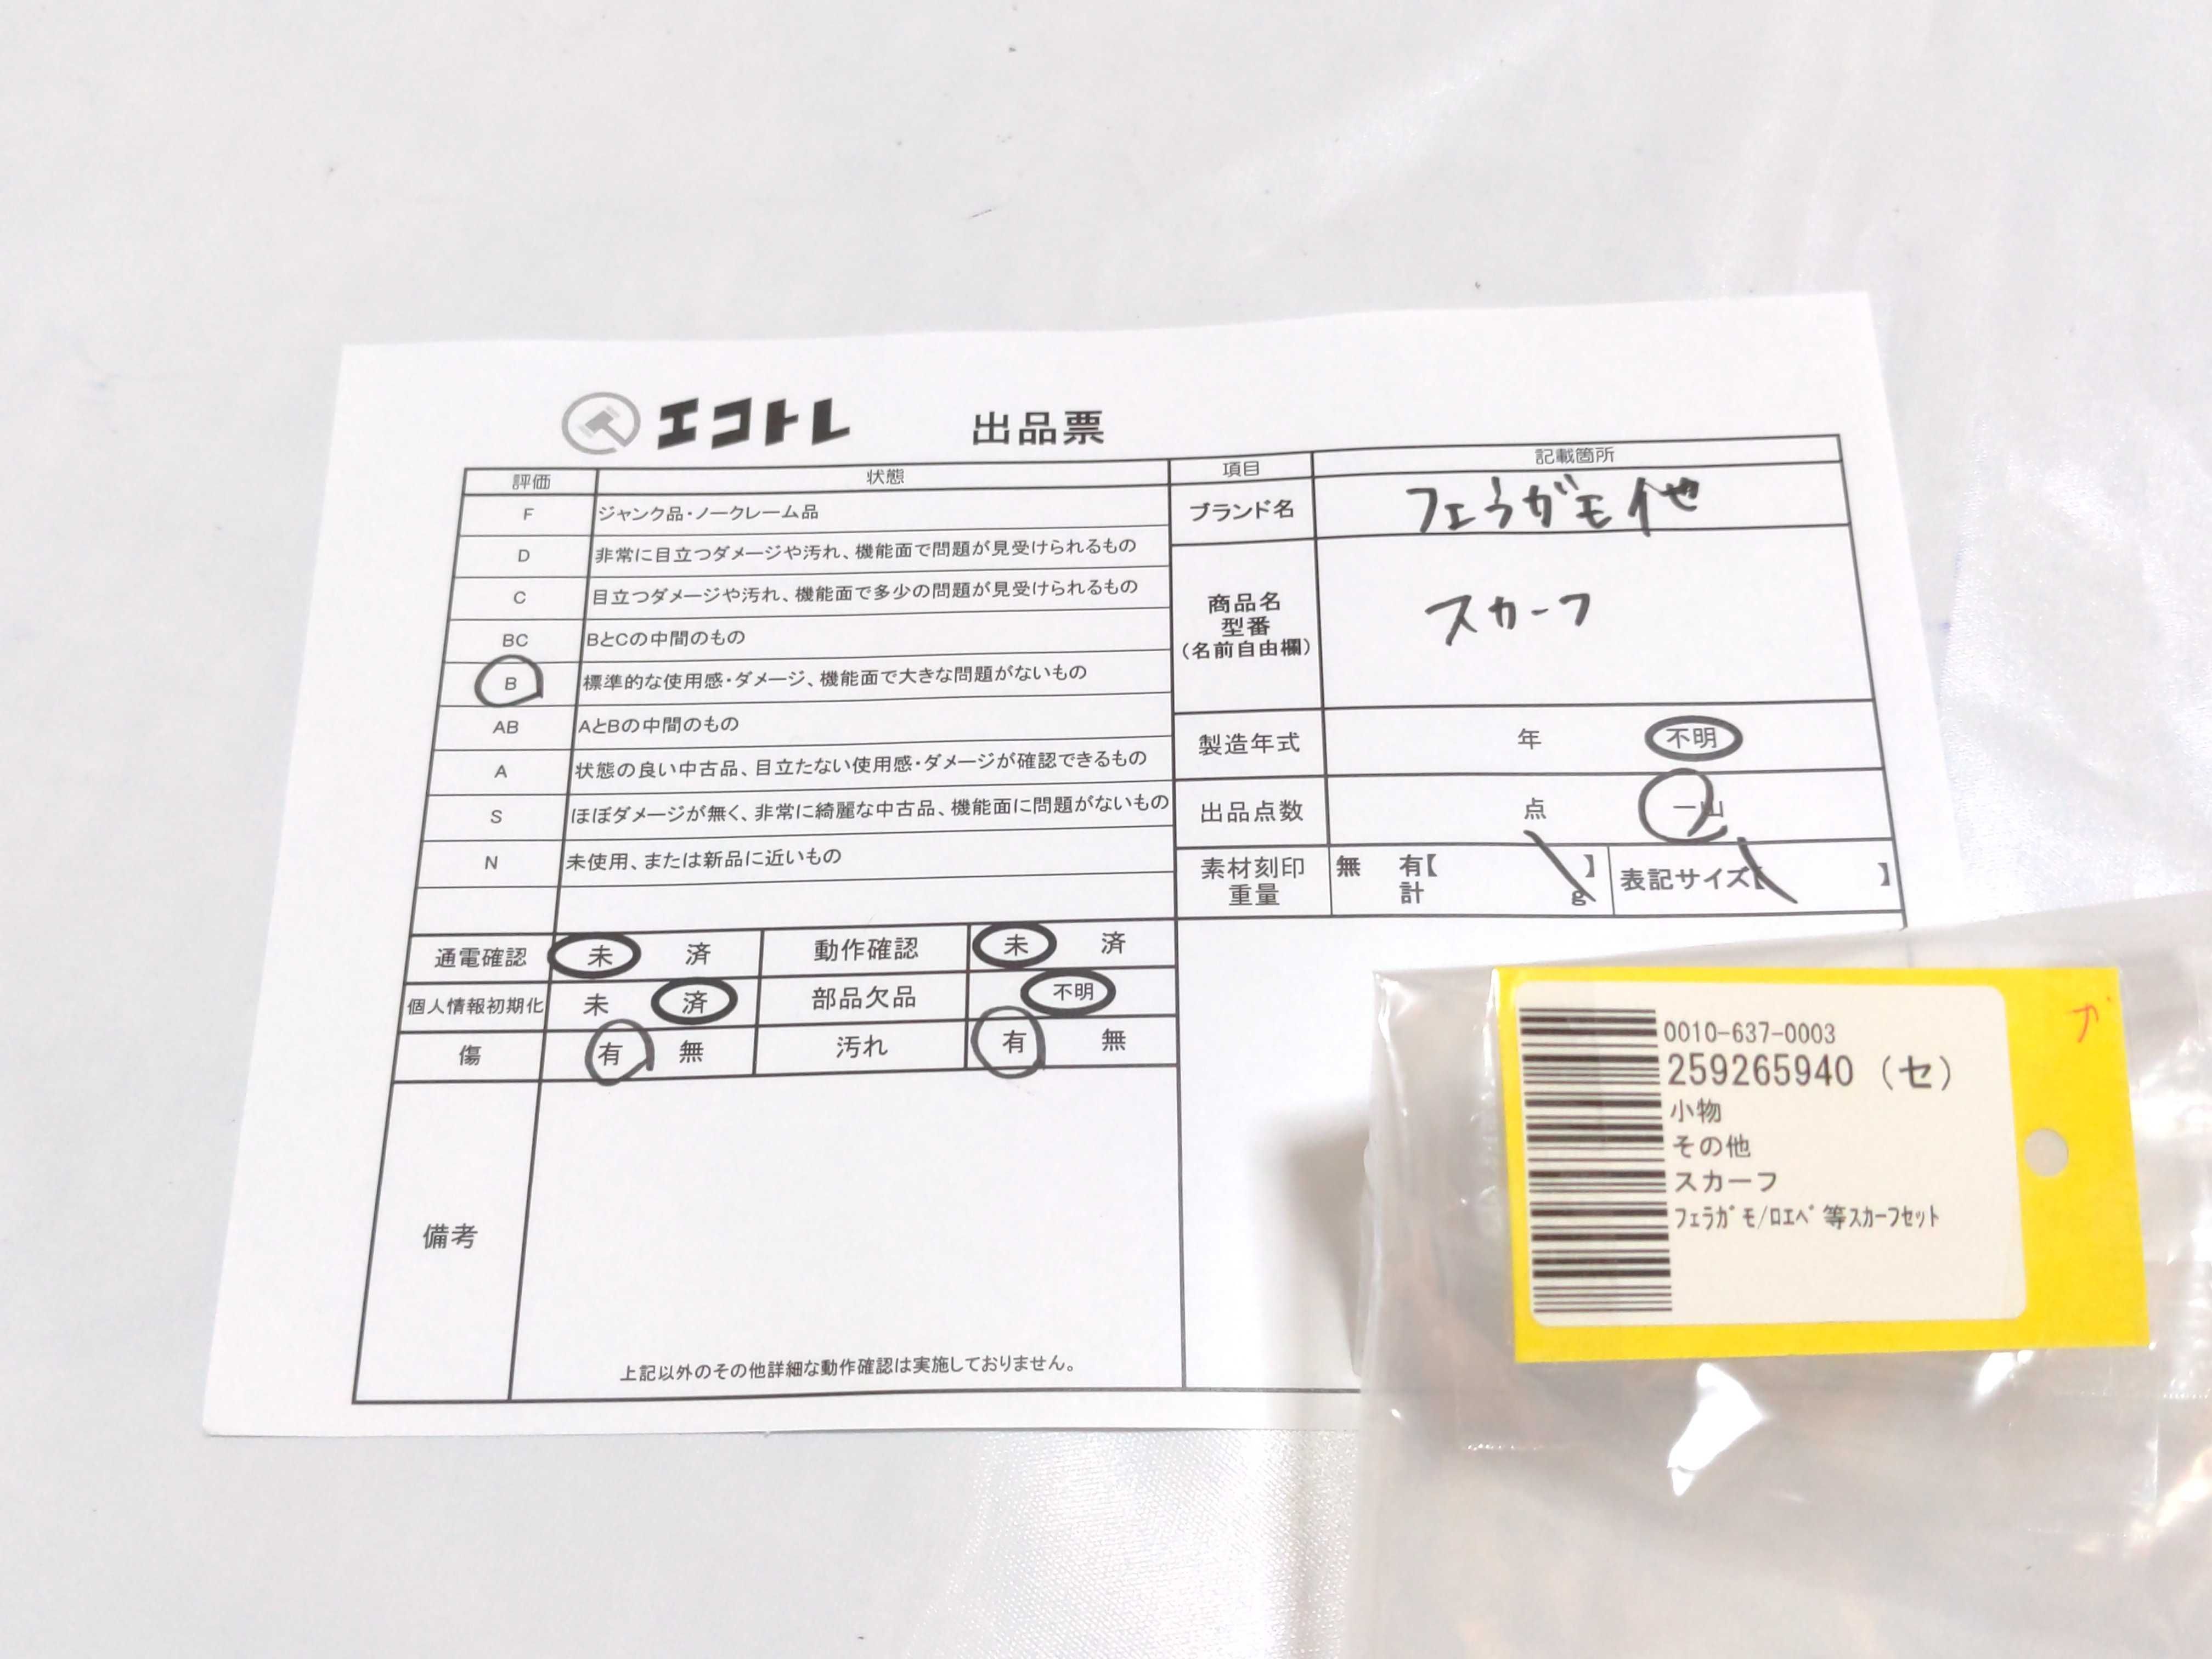 エコトレ 出品票
評価 状態 項目 記載箇所
F ジャンク品・ノークレーム品
D 非常に目立つダメージや汚れ、機能面で問題が見受けられるもの
C 目立つダメージや汚れ、機能面で多少の問題が見受けられるもの
BC BとCの中間のもの
B 標準的な使用感・ダメージ、機能面で大きな問題がないもの
AB AとBの中間のもの
A 状態の良い中古品、目立たない使用感・ダメージが確認できるもの
S ほぼダメージが無く、非常に綺麗な中古品、機能面に問題がないもの
N 未使用、または新品に近いもの
ブランド名 フェラガモ他
商品名
型番
(名前自由欄)
スカーフ
製造年式 年 不明
出品点数 点 一山
素材刻印 無 有【 】 表記サイズ【 】
重量 計 g
通電確認 未 済 動作確認 未 済
個人情報初期化 未 済 部品欠品 不明
傷 有 無 汚れ 有 無
備考
上記以外のその他詳細な動作確認は実施しておりません。
0010-637-0003
259265940 (セ)
小物
その他
スカーフ
ﾌｪﾗｶﾞﾓ/ﾛｴﾍﾞ等ｽｶｰﾌｾｯﾄ